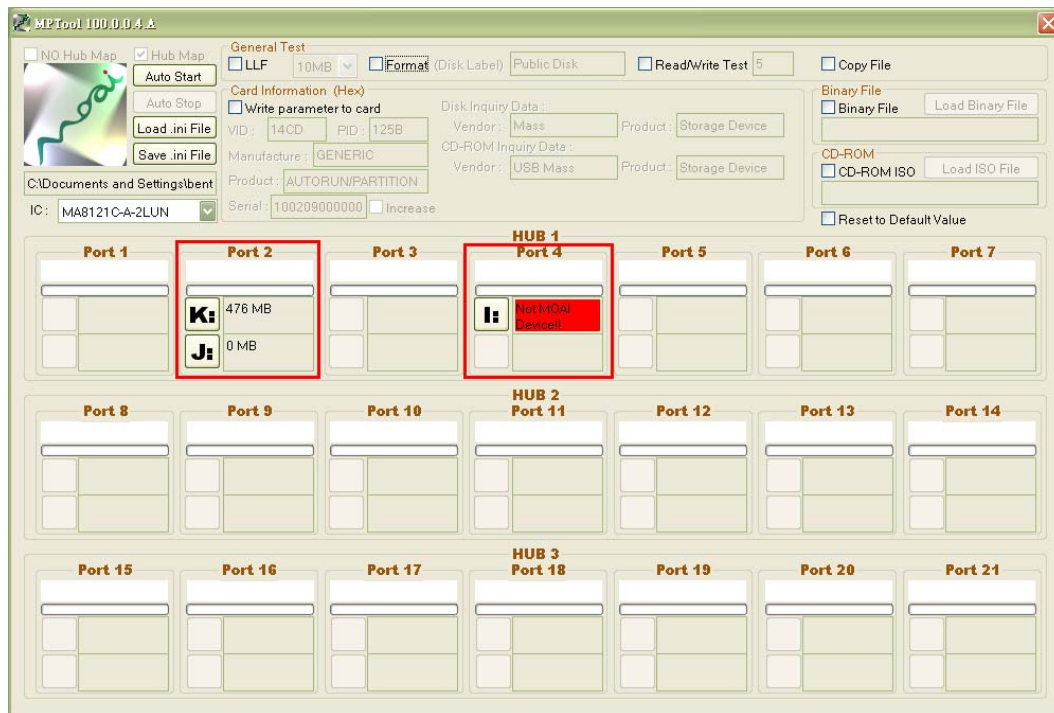 MPTool 100.0.0.4.A
NO Hub Map
Hub Map
Auto Start
Auto Stop
Load .ini File
Save .ini File
moai
C:\Documents and Settings\bent
IC : MA8121C-A-2LUN
General Test
LLF 10MB Format (Disk Label) Public Disk Read/Write Test 5 Copy File
Card Information (Hex)
Write parameter to card
VID : 14CD PID : 125B
Manufacture : GENERIC
Product : AUTORUN/PARTITION
Serial : 100209000000 Increase
Disk Inquiry Data :
Vendor : Mass Product : Storage Device
CD-ROM Inquiry Data :
Vendor : USB Mass Product : Storage Device
Binary File
Binary File Load Binary File
CD-ROM
CD-ROM ISO Load ISO File
Reset to Default Value
HUB 1
Port 1 Port 2 Port 3 Port 4 Port 5 Port 6 Port 7
K: 476 MB
J: 0 MB
I: Not MOAI
Device!!
HUB 2
Port 8 Port 9 Port 10 Port 11 Port 12 Port 13 Port 14
HUB 3
Port 15 Port 16 Port 17 Port 18 Port 19 Port 20 Port 21